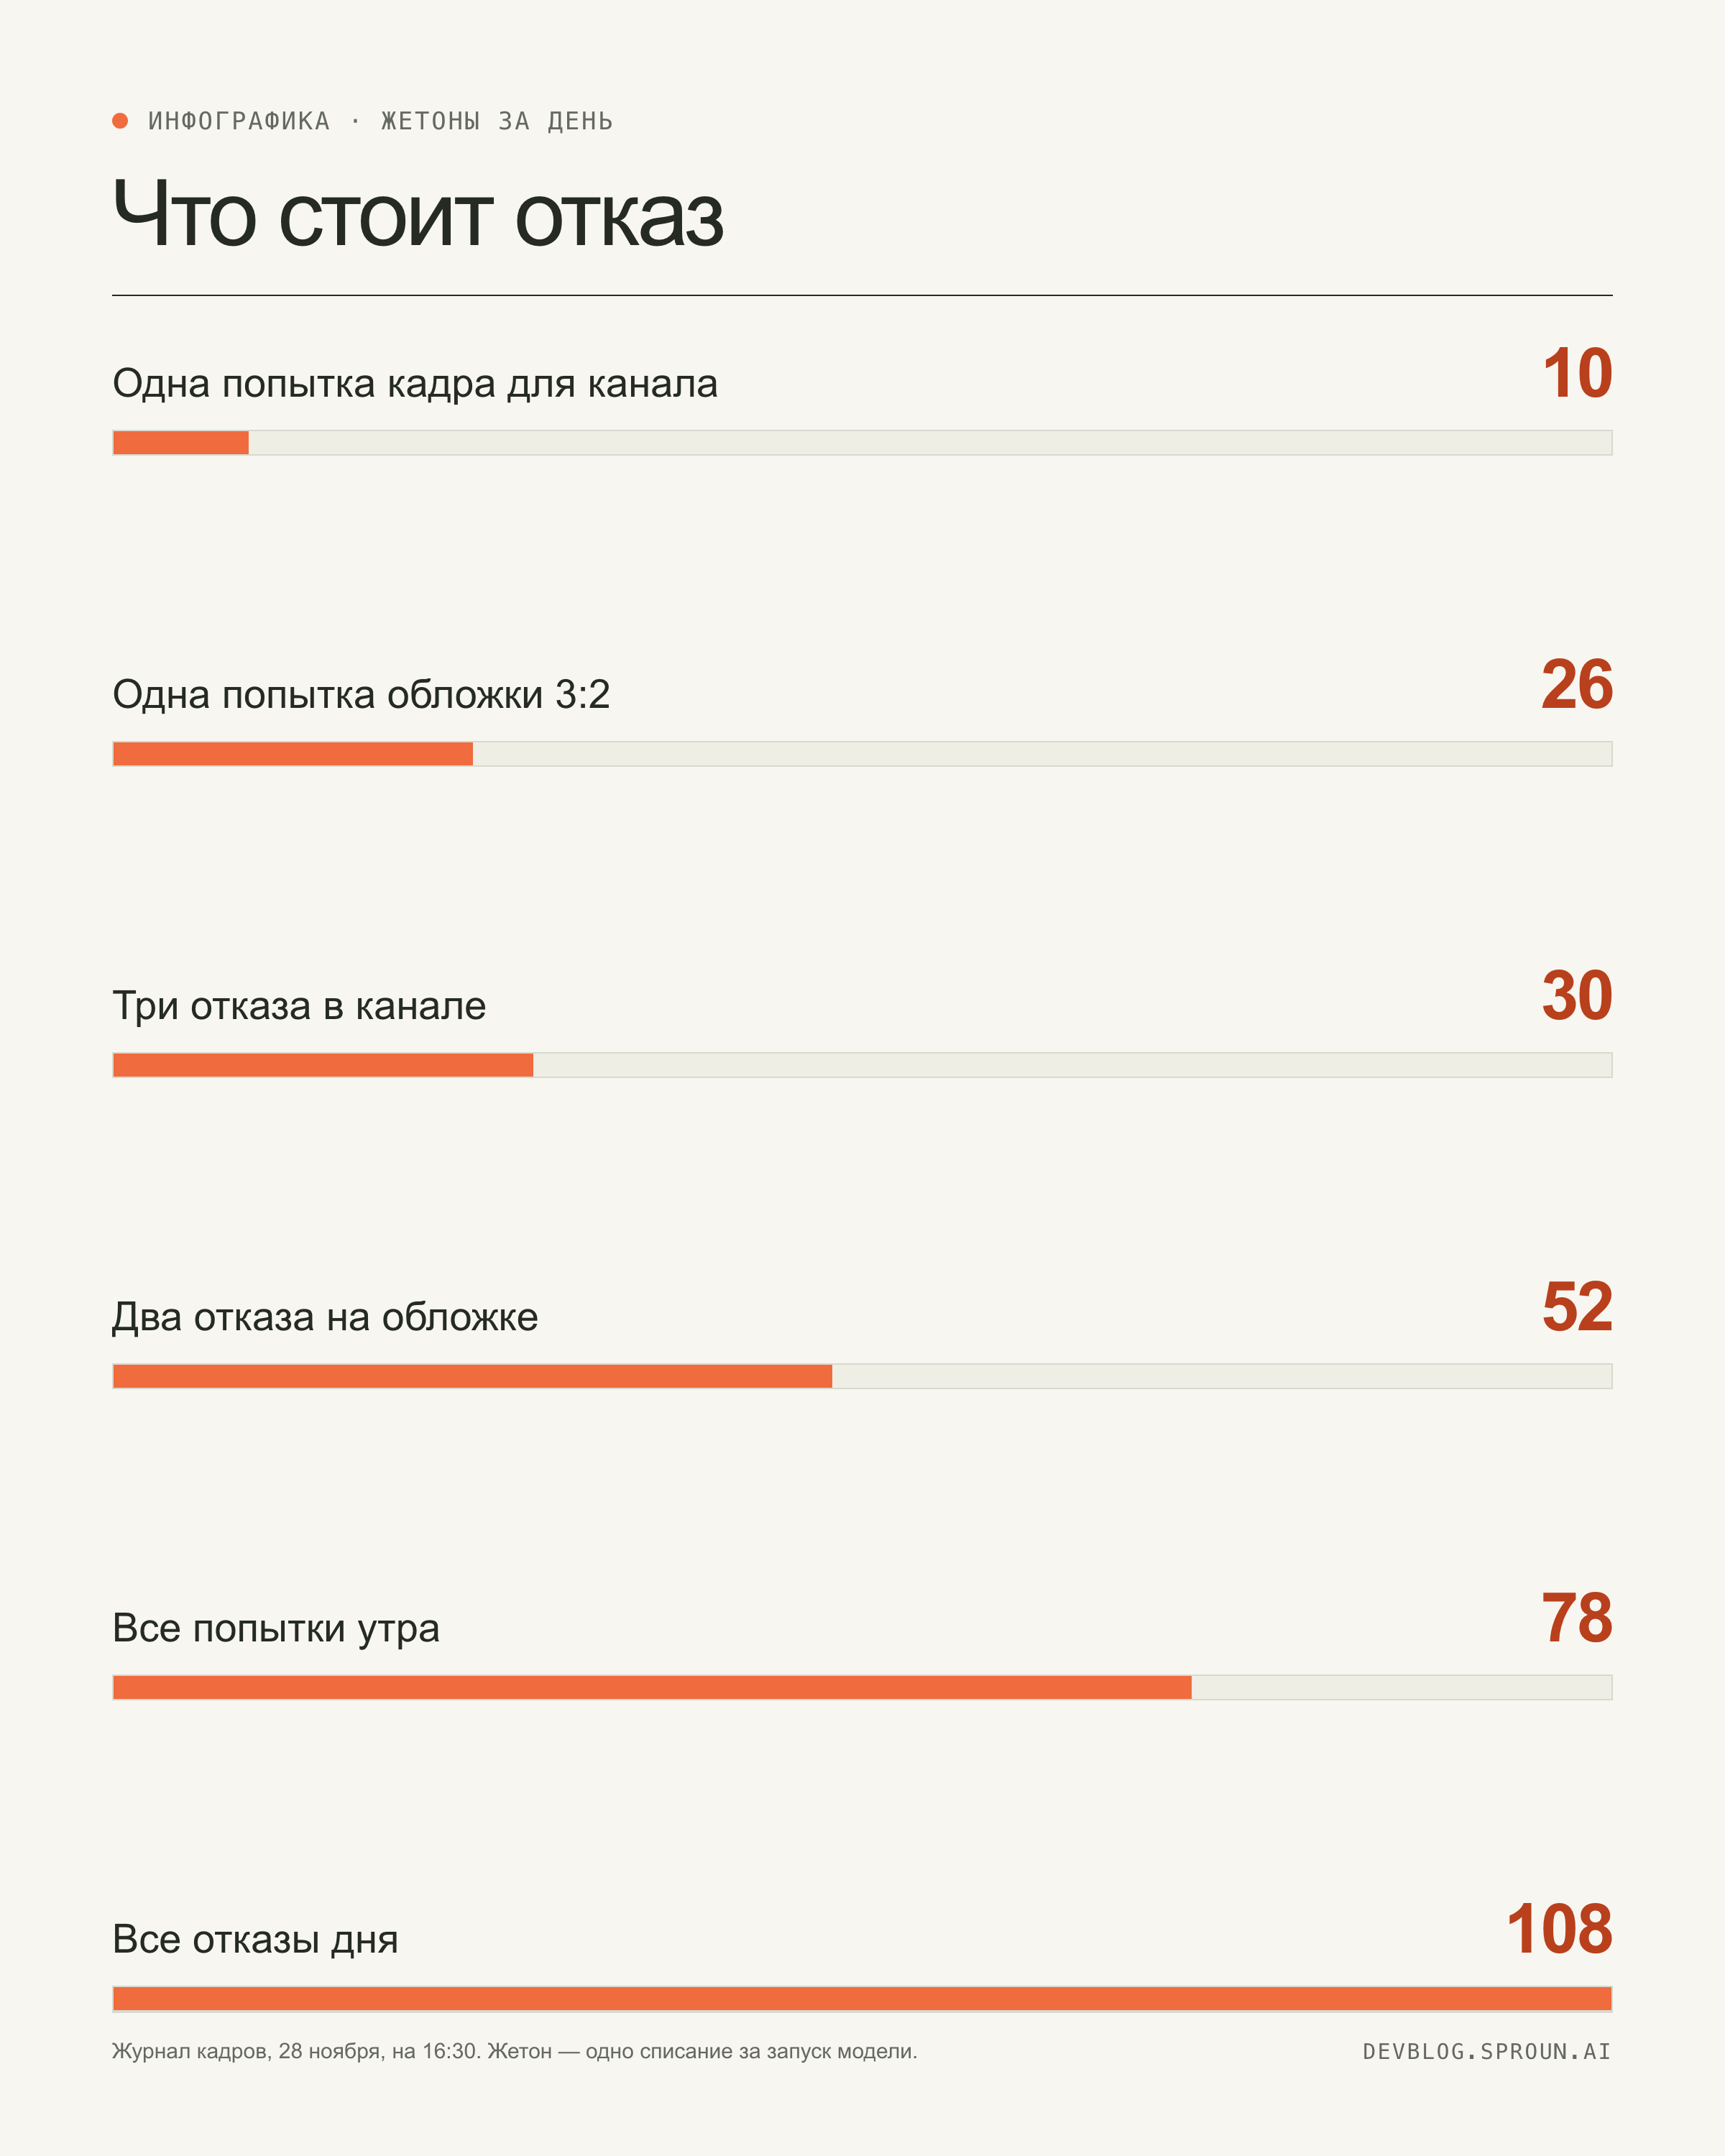 ИНФОГРАФИКА · ЖЕТОНЫ ЗА ДЕНЬ
Что стоит отказ
Одна попытка кадра для канала 10
Одна попытка обложки 3:2 26
Три отказа в канале 30
Два отказа на обложке 52
Все попытки утра 78
Все отказы дня 108
Журнал кадров, 28 ноября, на 16:30. Жетон — одно списание за запуск модели. DEVBLOG.SPROUN.AI